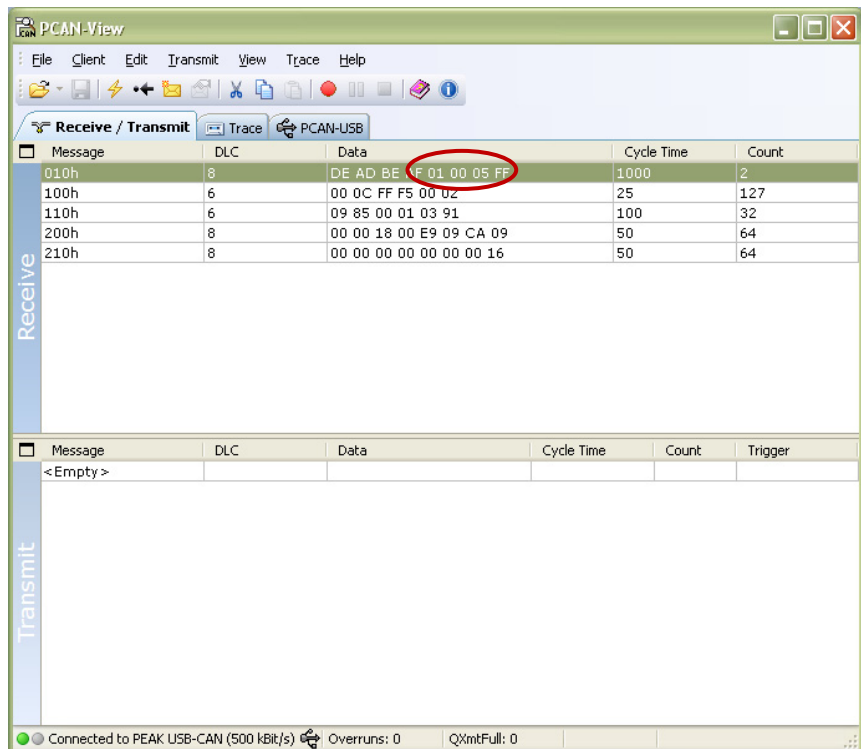 PCAN-View
File Client Edit Transmit View Trace Help
Receive / Transmit Trace PCAN-USB
Message DLC Data Cycle Time Count
010h 8 DE AD BE F 01 00 05 FF 1000 2
100h 6 00 0C FF F5 00 02 25 127
110h 6 09 85 00 01 03 91 100 32
200h 8 00 00 18 00 E9 09 CA 09 50 64
210h 8 00 00 00 00 00 00 00 16 50 64
Receive
Message DLC Data Cycle Time Count Trigger
<Empty>
Transmit
Connected to PEAK USB-CAN (500 kBit/s) Overruns: 0 QXmtFull: 0